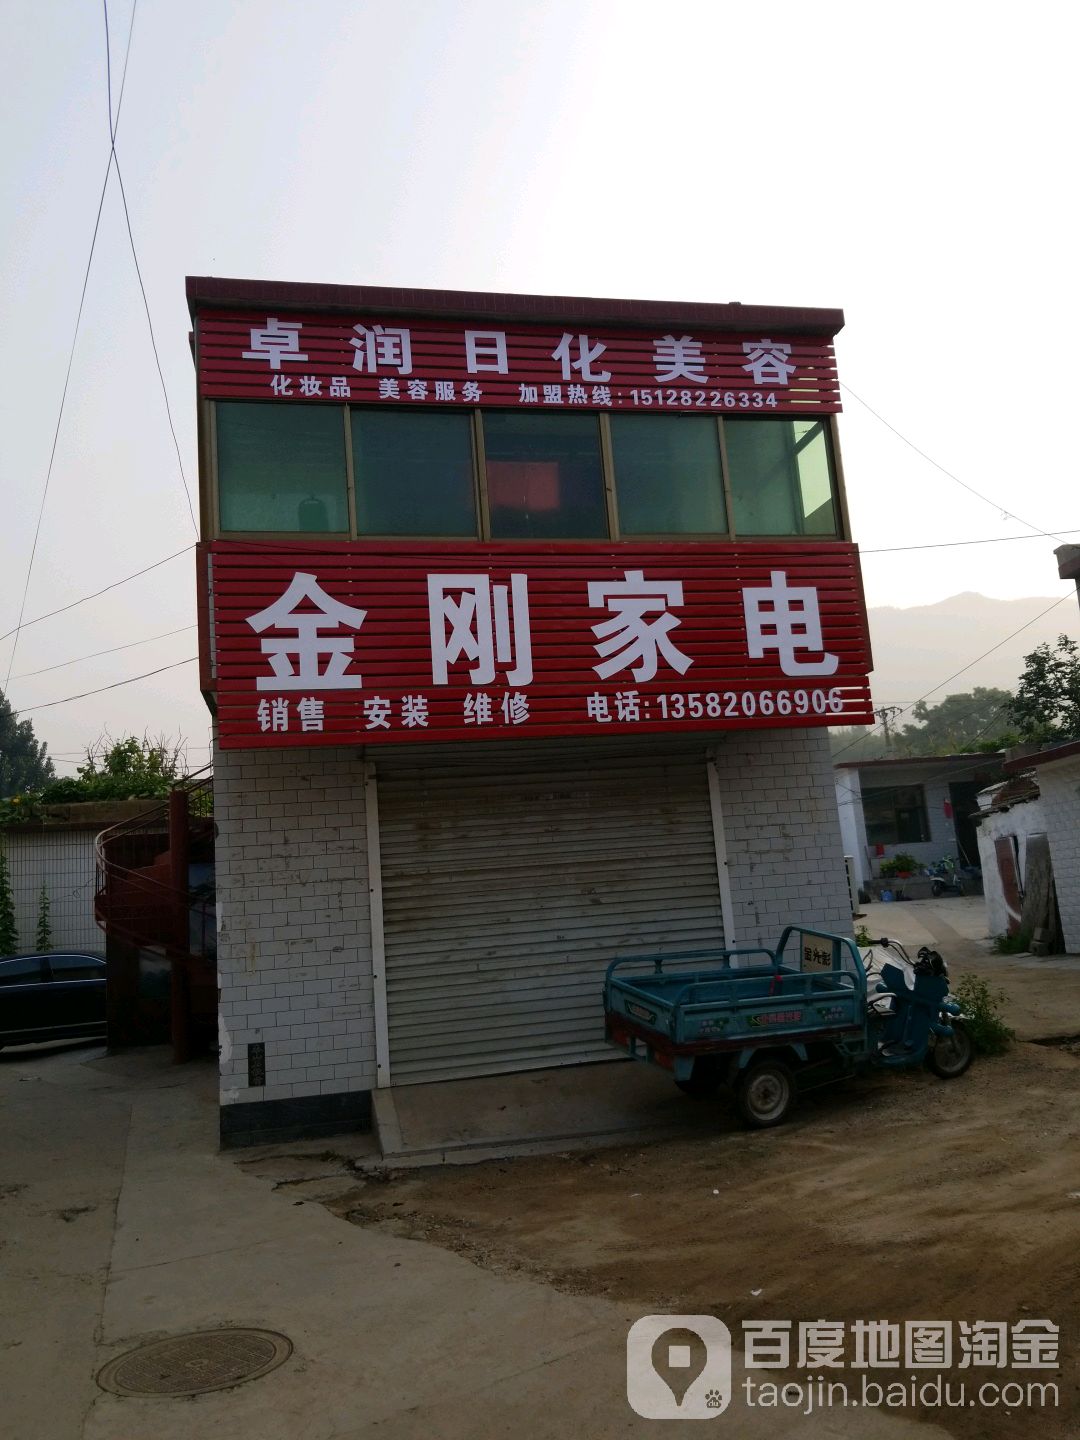 卓润日化美容
化妆品 美容服务 加盟热线:15128226334
金刚家电
销售 安装 维修 电话:13582066906
百度地图淘金
taojin.baidu.com